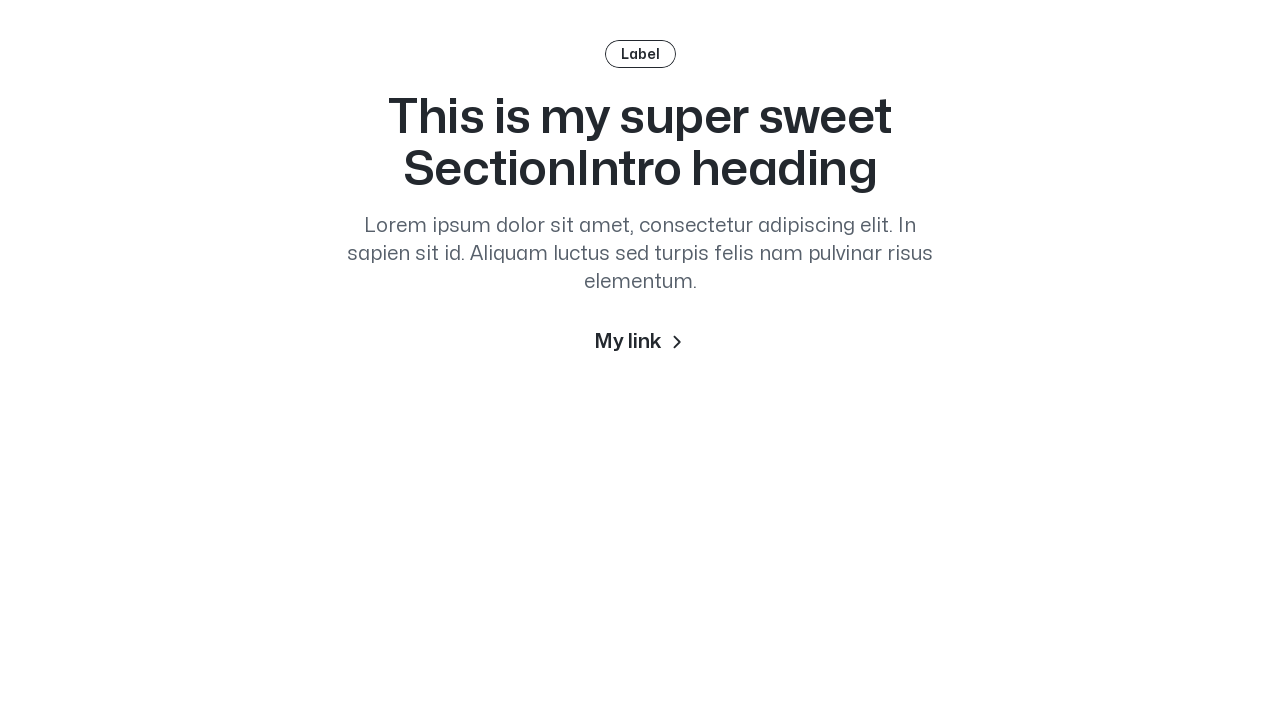 Label
This is my super sweet
SectionIntro heading
Lorem ipsum dolor sit amet, consectetur adipiscing elit. In
sapien sit id. Aliquam luctus sed turpis felis nam pulvinar risus
elementum.
My link